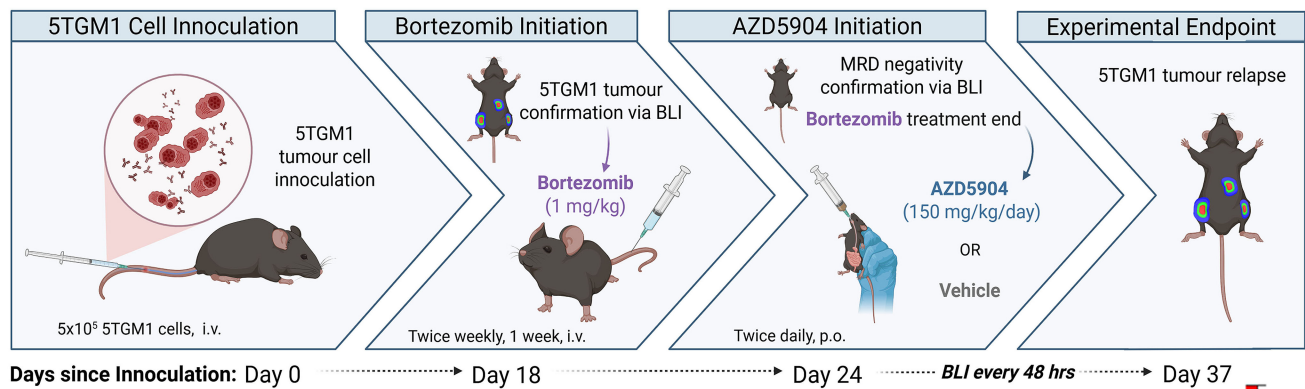 5TGM1 Cell Innoculation
5TGM1
tumour cell
innoculation
5x10⁵ 5TGM1 cells, i.v.
Bortezomib Initiation
5TGM1 tumour
confirmation via BLI
Bortezomib
(1 mg/kg)
Twice weekly, 1 week, i.v.
AZD5904 Initiation
MRD negativity
confirmation via BLI
Bortezomib treatment end
AZD5904
(150 mg/kg/day)
OR
Vehicle
Twice daily, p.o.
Experimental Endpoint
5TGM1 tumour relapse
Days since Innoculation: Day 0 Day 18 Day 24 BLI every 48 hrs Day 37